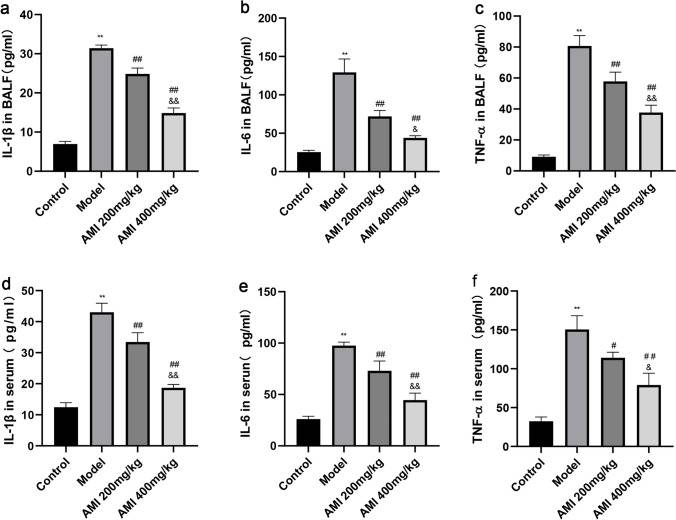 a
IL-1β in BALF(pg/ml)
40
30
20
10
0
**
##
##
&&
Control
Model
AMI 200mg/kg
AMI 400mg/kg
b
IL-6 in BALF(pg/ml)
200
150
100
50
0
**
##
##
&
Control
Model
AMI 200mg/kg
AMI 400mg/kg
c
TNF-α in BALF(pg/ml)
100
80
60
40
20
0
**
##
##
&&
Control
Model
AMI 200mg/kg
AMI 400mg/kg
d
IL-1β in serum( pg/ml)
50
40
30
20
10
0
**
##
##
&&
Control
Model
AMI 200mg/kg
AMI 400mg/kg
e
IL-6 in serun( pg/ml)
150
100
50
0
**
##
##
&&
Control
Model
AMI 200mg/kg
AMI 400mg/kg
f
TNF-α in serum (pg/ml)
200
150
100
50
0
**
#
# #
&
Control
Model
AMI 200mg/kg
AMI 400mg/kg